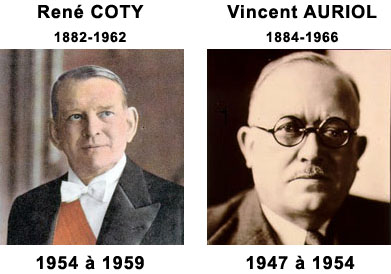 René COTY
1882-1962
1954 à 1959
Vincent AURIOL
1884-1966
1947 à 1954